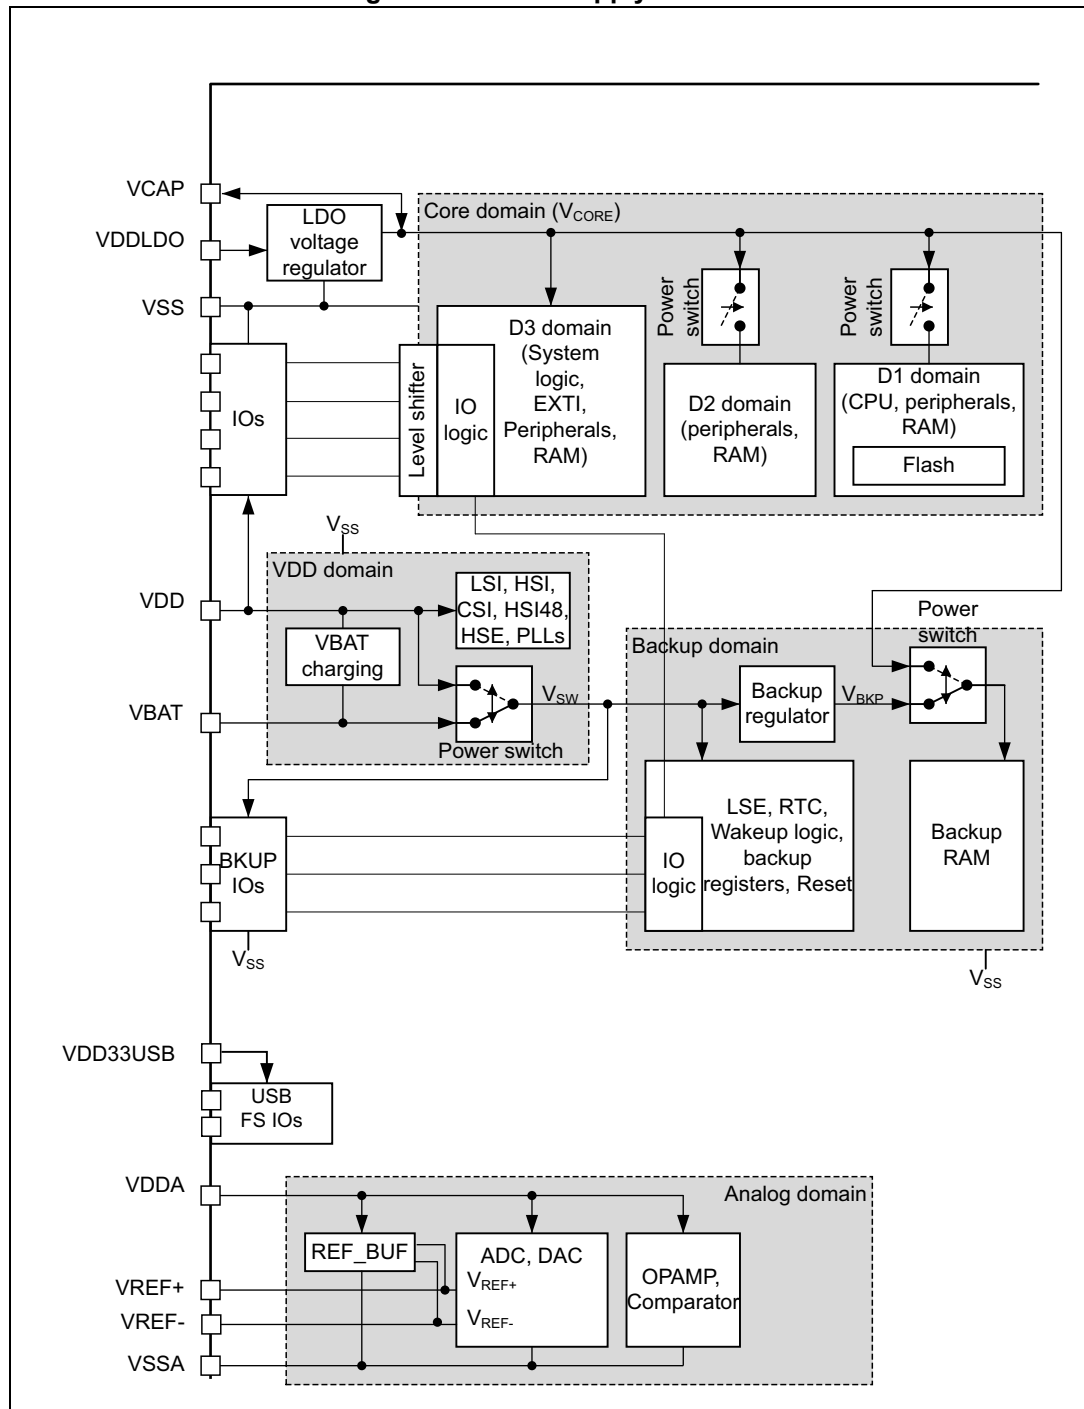 VCAP
VDDLDO
VSS
LDO
voltage
regulator
Core domain (VCORE)
Power
switch
Power
switch
IOs
Level shifter
IO
logic
D3 domain
(System
logic,
EXTI,
Peripherals,
RAM)
D2 domain
(peripherals,
RAM)
D1 domain
(CPU, peripherals,
RAM)
Flash
VSS
VDD domain
VDD
LSI, HSI,
CSI, HSI48,
HSE, PLLs
VBAT
charging
VBAT
VSW
Power switch
Power
switch
Backup domain
Backup
regulator
VBKP
BKUP
IOs
VSS
IO
logic
LSE, RTC,
Wakeup logic,
backup
registers, Reset
Backup
RAM
VSS
VDD33USB
USB
FS IOs
VDDA
Analog domain
REF_BUF
ADC, DAC
VREF+
VREF-
OPAMP,
Comparator
VREF+
VREF-
VSSA